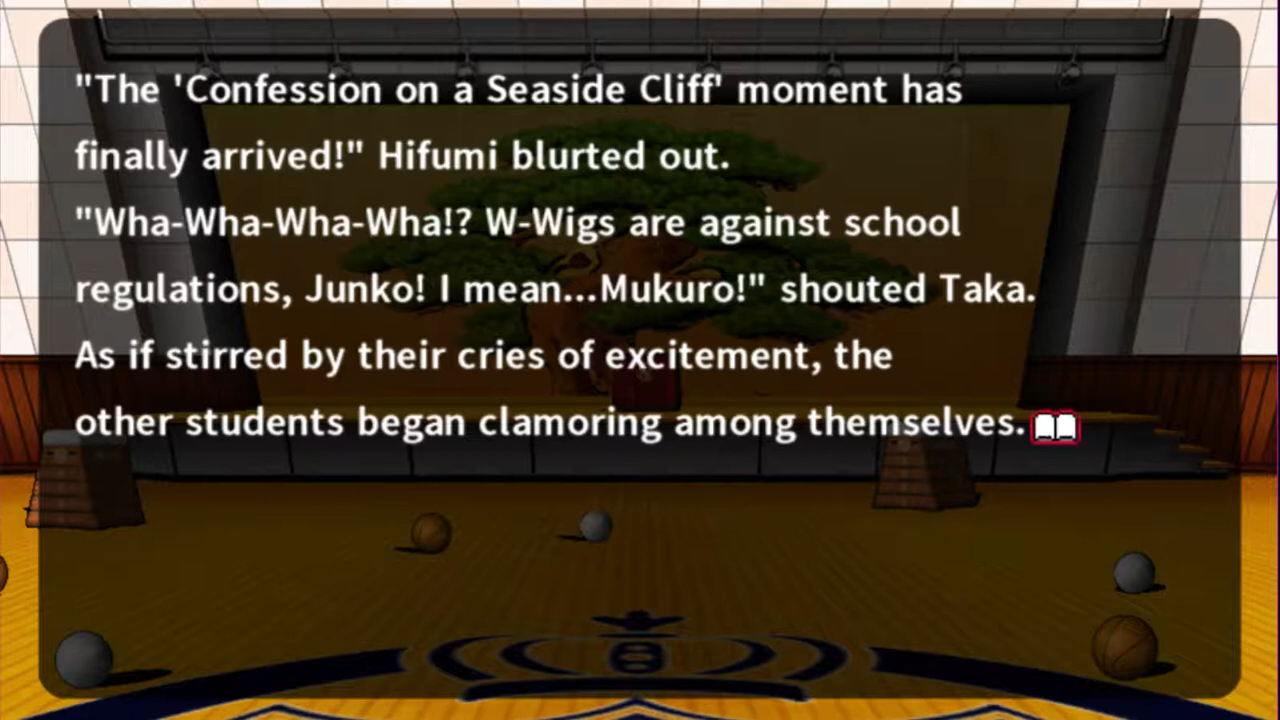 "The 'Confession on a Seaside Cliff' moment has
finally arrived!" Hifumi blurted out.
"Wha-Wha-Wha-Wha!? W-Wigs are against school
regulations, Junko! I mean...Mukuro!" shouted Taka.
As if stirred by their cries of excitement, the
other students began clamoring among themselves.